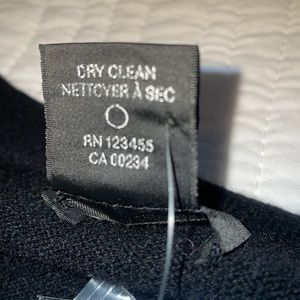 DRY CLEAN
NETTOYER À SEC
RN 123455
CA 00234